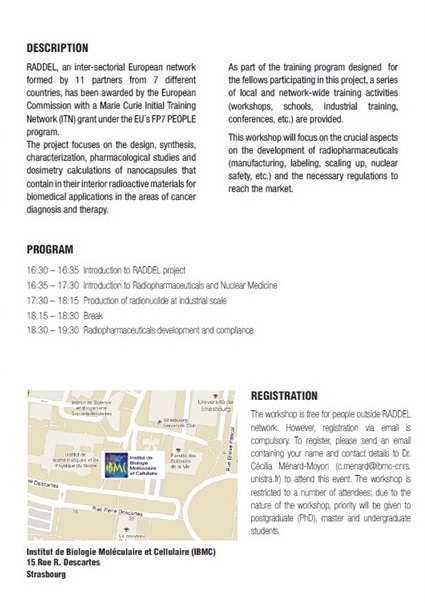 DESCRIPTION
RADDEL, an inter-sectorial European network
formed by 11 partners from 7 different
countries, has been awarded by the European
Commission with a Marie Curie Initial Training
Network (ITN) grant under the EU´s FP7 PEOPLE
program.
The project focuses on the design, synthesis,
characterization, pharmacological studies and
dosimetry calculations of nanocapsules that
contain in their interior radioactive materials for
biomedical applications in the areas of cancer
diagnosis and therapy.
As part of the training program designed for
the fellows participating in this project, a series
of local and network-wide training activities
(workshops, schools, industrial training,
conferences, etc.) are provided.
This workshop will focus on the crucial aspects
on the development of radiopharmaceuticals
(manufacturing, labeling, scaling up, nuclear
safety, etc.) and the necessary regulations to
reach the market.
PROGRAM
16:30 – 16:35 Introduction to RADDEL project
16:35 – 17:30 Introduction to Radiopharmaceuticals and Nuclear Medicine
17:30 – 18:15 Production of radionuclide at industrial scale
18:15 – 18:30 Break
18:30 – 19:30 Radiopharmaceuticals development and compliance
Université de
Strasbourg
Strasbourg
Université Club
Institut de
Biologie
Moléculaire
et Cellulaire
IBMC
Faculté des
Sciences
de la Vie
Rue Blaise Pascal
Rue René Descartes
Descartes
REGISTRATION
The workshop is free for people outside RADDEL
network. However, registration via email is
compulsory. To register, please send an email
containing your name and contact details to Dr.
Cécilia Ménard-Moyon (c.menard@ibmc-cnrs.
unistra.fr) to attend this event. The workshop is
restricted to a number of attendees; due to the
nature of the workshop, priority will be given to
postgraduate (PhD), master and undergraduate
students.
Institut de Biologie Moléculaire et Cellulaire (IBMC)
15 Rue R. Descartes
Strasbourg